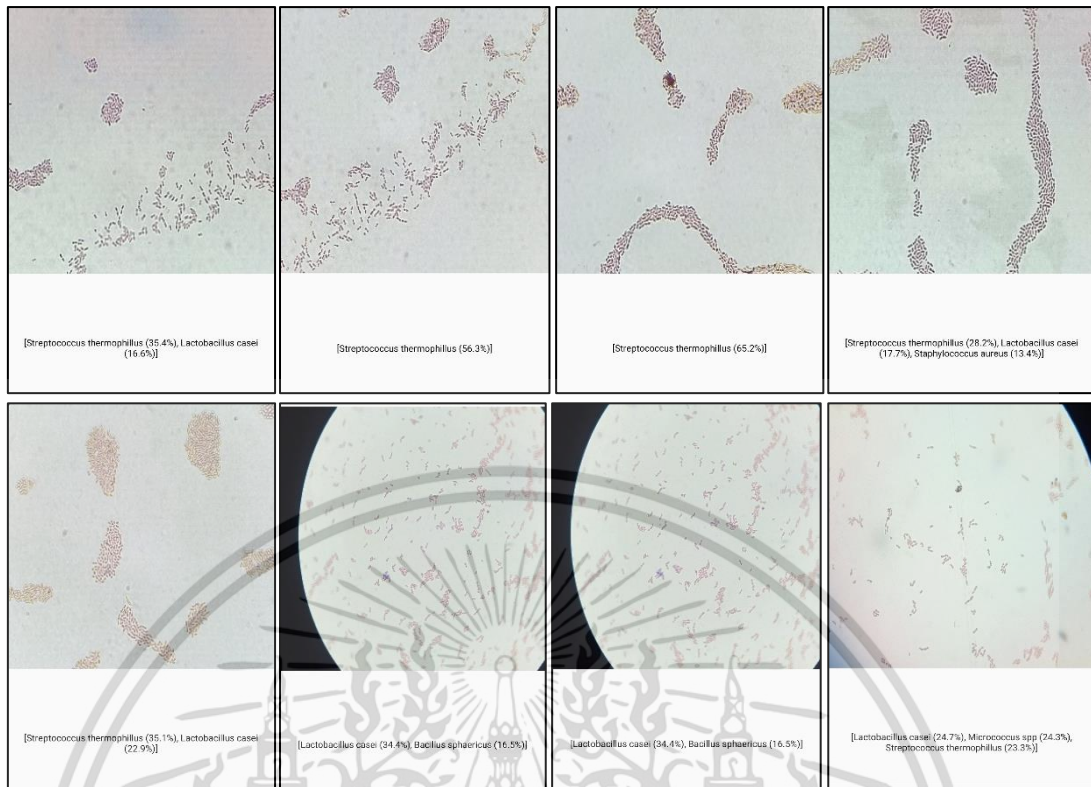 [Streptococcus thermophillus (35.4%), Lactobacillus casei
(16.6%)]
[Streptococcus thermophillus (56.3%)]
[Streptococcus thermophillus (65.2%)]
[Streptococcus thermophillus (28.2%), Lactobacillus casei
(17.7%), Staphylococcus aureus (13.4%)]
[Streptococcus thermophillus (35.1%), Lactobacillus casei
(22.9%)]
[Lactobacillus casei (34.4%), Bacillus sphaericus (16.5%)]
[Lactobacillus casei (34.4%), Bacillus sphaericus (16.5%)]
[Lactobacillus casei (24.7%), Micrococcus spp (24.3%),
Streptococcus thermophillus (23.3%)]